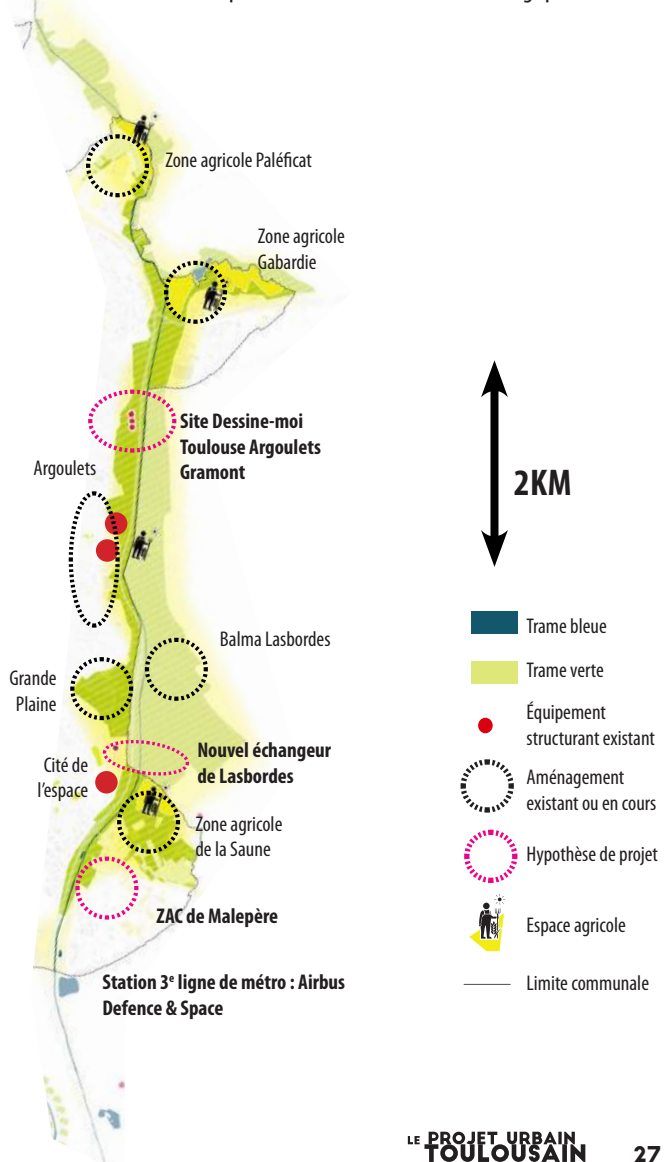 Zone agricole Paléficat
Zone agricole
Gabardie
Site Dessine-moi
Toulouse Argoulets
Gramont
Argoulets
2KM
Balma Lasbordes
Grande
Plaine
Nouvel échangeur
de Lasbordes
Cité de
l’espace
Zone agricole
de la Saune
ZAC de Malepère
Station 3e ligne de métro : Airbus
Defence & Space
Trame bleue
Trame verte
Équipement
structurant existant
Aménagement
existant ou en cours
Hypothèse de projet
Espace agricole
Limite communale
LE PROJET URBAIN
TOULOUSAIN 27